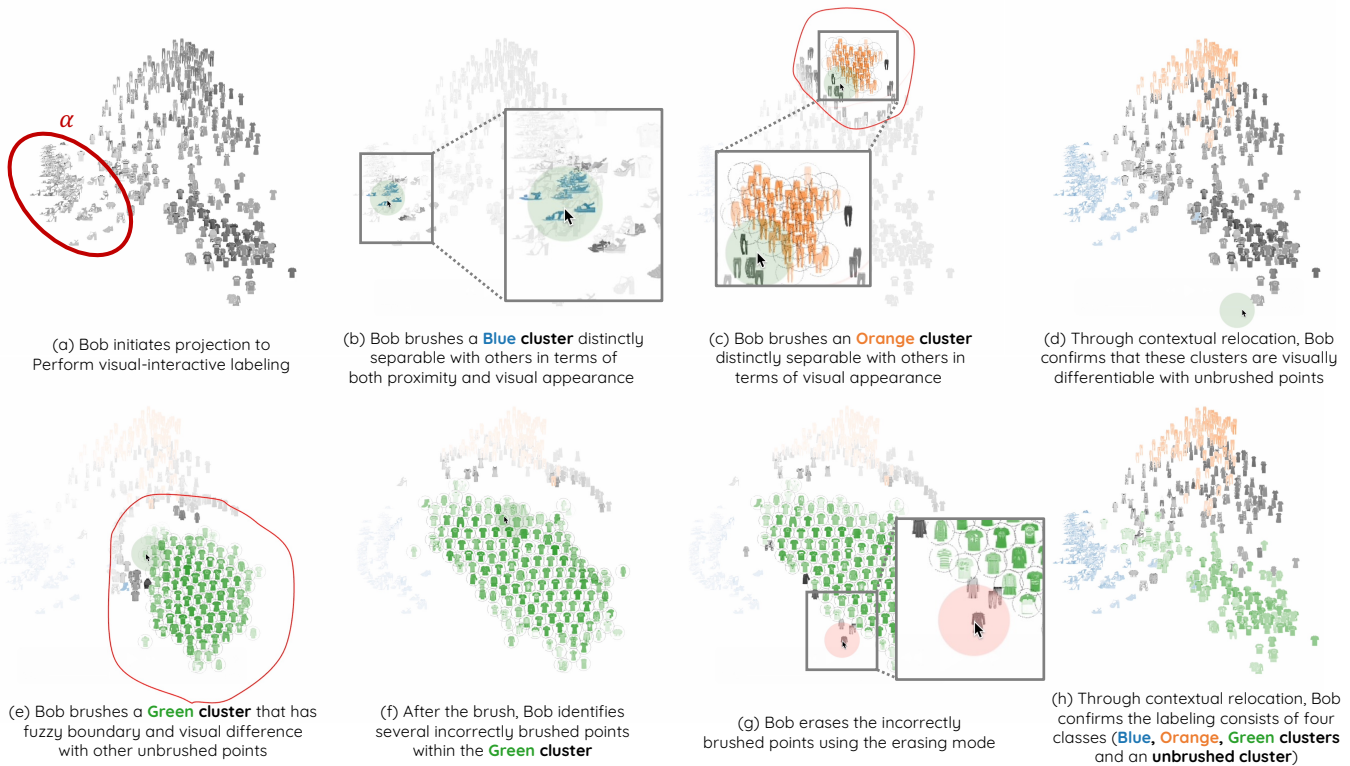 α
(a) Bob initiates projection to
Perform visual-interactive labeling
(b) Bob brushes a Blue cluster distinctly
separable with others in terms of
both proximity and visual appearance
(c) Bob brushes an Orange cluster
distinctly separable with others in
terms of visual appearance
(d) Through contextual relocation, Bob
confirms that these clusters are visually
differentiable with unbrushed points
(e) Bob brushes a Green cluster that has
fuzzy boundary and visual difference
with other unbrushed points
(f) After the brush, Bob identifies
several incorrectly brushed points
within the Green cluster
(g) Bob erases the incorrectly
brushed points using the erasing mode
(h) Through contextual relocation, Bob
confirms the labeling consists of four
classes (Blue, Orange, Green clusters
and an unbrushed cluster)